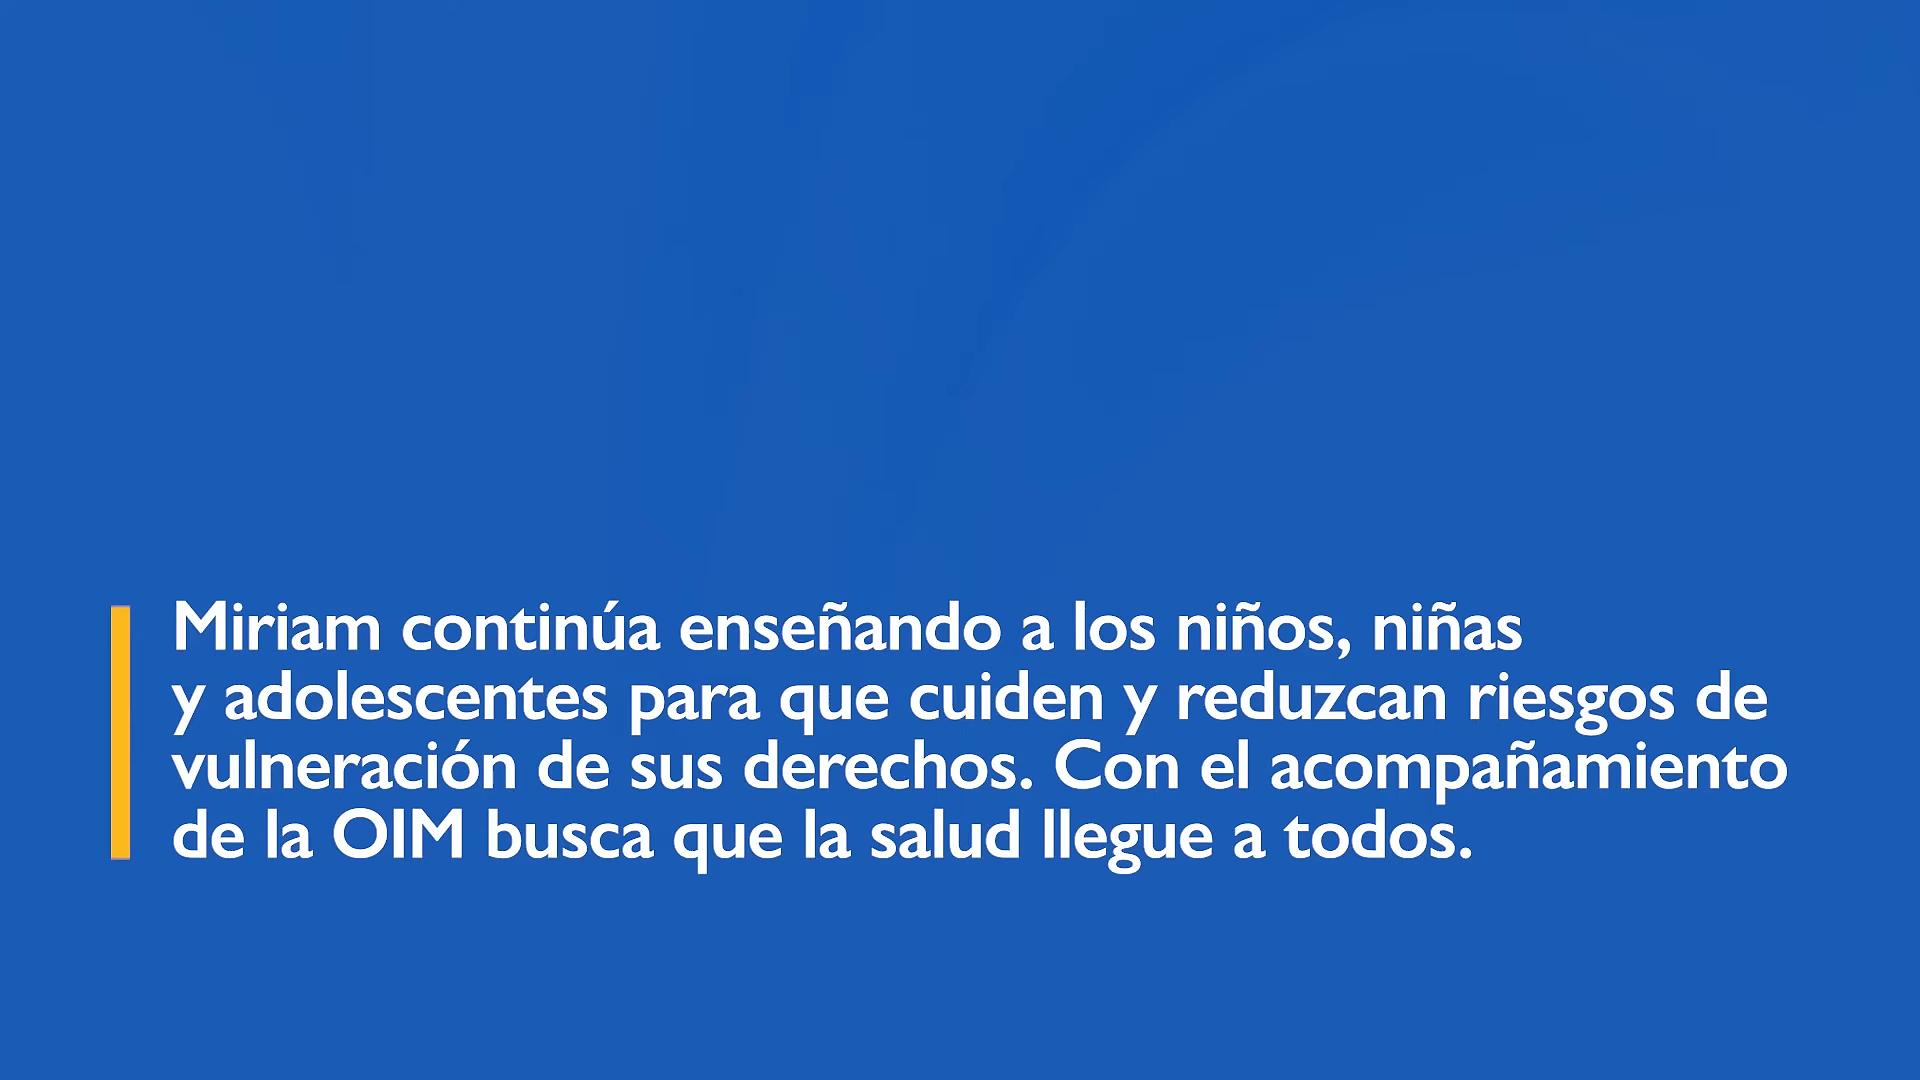 Miriam continúa enseñando a los niños, niñas
y adolescentes para que cuiden y reduzcan riesgos de
vulneración de sus derechos. Con el acompañamiento
de la OIM busca que la salud llegue a todos.